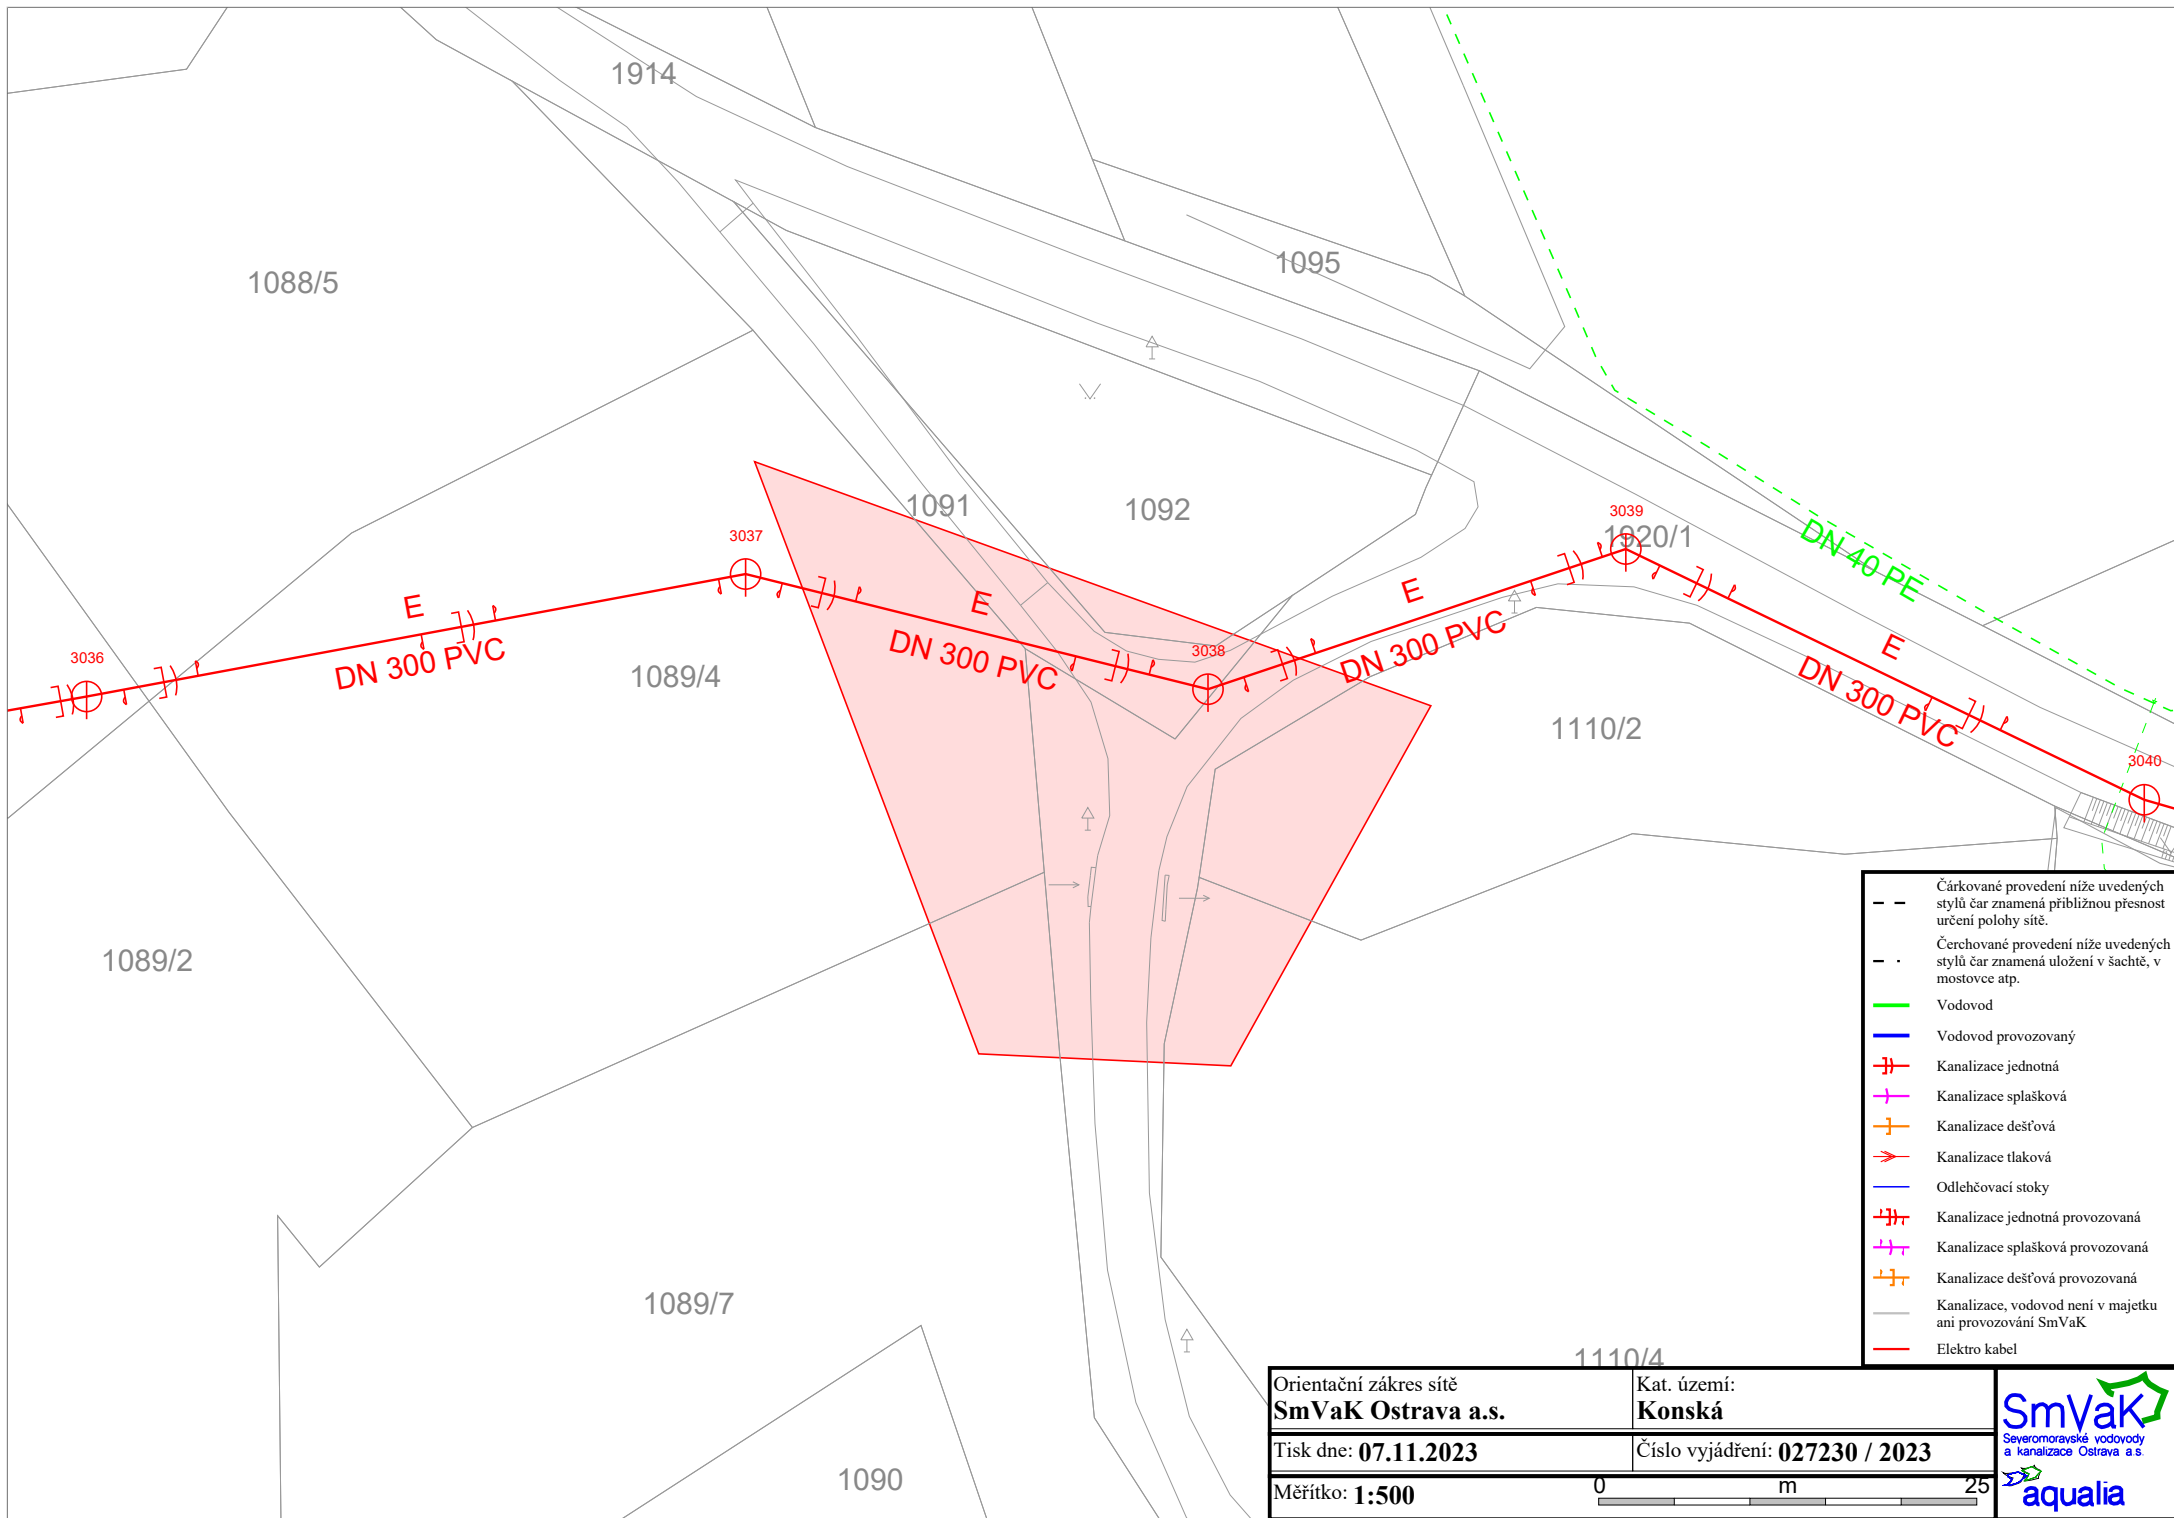 1914
1088/5
1095
1091
1092
3037
3039
1920/1
DN 40 PE
E
E
E
DN 300 PVC
DN 300 PVC
DN 300 PVC
3036
3038
1089/4
E
DN 300 PVC
1110/2
3040
1089/2
Čárkované provedení níže uvedených
stylů čar znamená přibližnou přesnost
určení polohy sítě.
Čerchované provedení níže uvedených
stylů čar znamená uložení v šachtě, v
mostovce atp.
Vodovod
Vodovod provozovaný
Kanalizace jednotná
Kanalizace splašková
Kanalizace dešťová
Kanalizace tlaková
Odlehčovací stoky
Kanalizace jednotná provozovaná
Kanalizace splašková provozovaná
Kanalizace dešťová provozovaná
Kanalizace, vodovod není v majetku
ani provozování SmVaK
Elektro kabel
1089/7
1110/4
1090
Orientační zákres sítě
SmVaK Ostrava a.s.
Kat. území:
Konská
Tisk dne: 07.11.2023
Číslo vyjádření: 027230 / 2023
Měřítko: 1:500
0 m 25
SmVaK
Severomoravské vodovody
a kanalizace Ostrava a.s.
aqualia